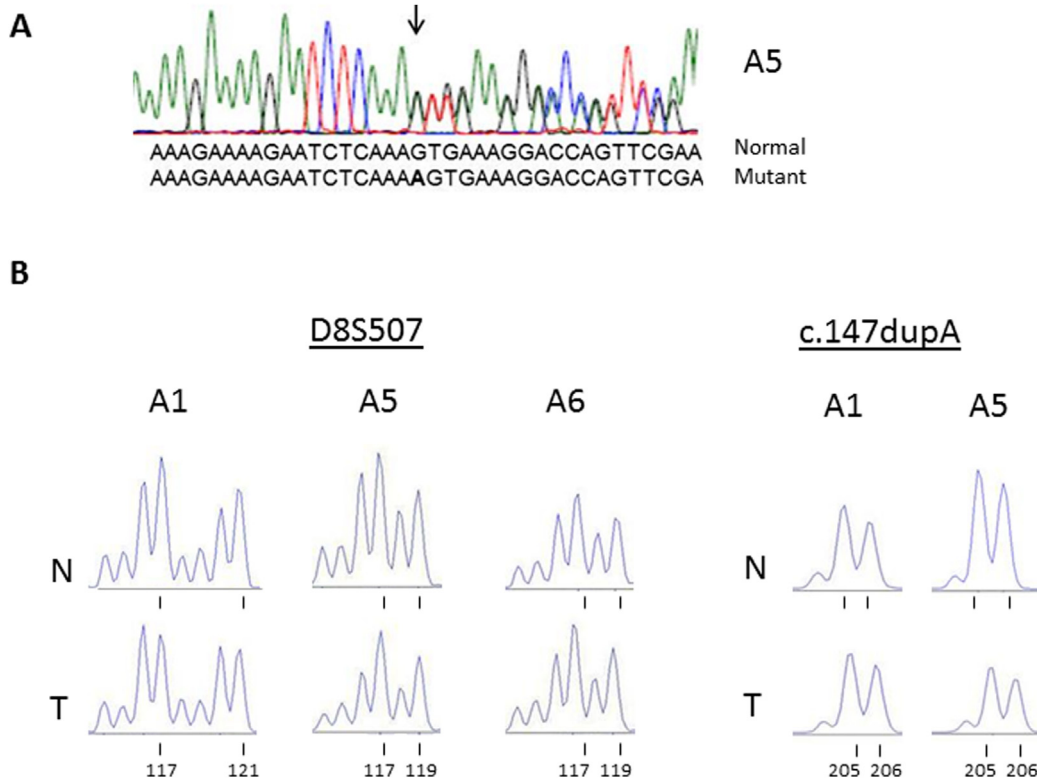 A
A5
AAAGAAAAGAATCTCAAAGTGAAAGGACCAGTTCGAA Normal
AAAGAAAAGAATCTCAAAAGTGAAAGGACCAGTTCGA Mutant
B
D8S507 c.147dupA
A1 A5 A6 A1 A5
N N
T T
117 121 117 119 117 119 205 206 205 206